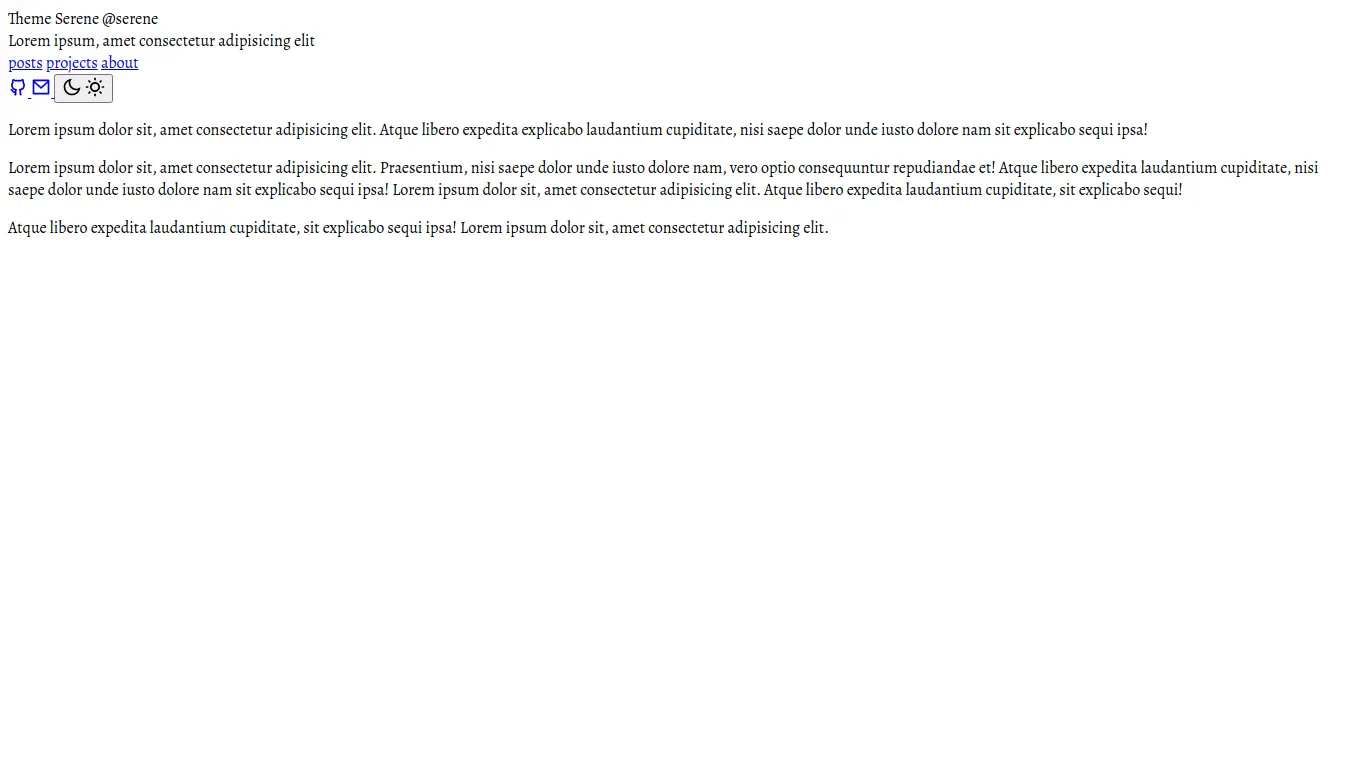 Theme Serene @serene
Lorem ipsum, amet consectetur adipisicing elit
posts projects about
Lorem ipsum dolor sit, amet consectetur adipisicing elit. Atque libero expedita explicabo laudantium cupiditate, nisi saepe dolor unde iusto dolore nam sit explicabo sequi ipsa!
Lorem ipsum dolor sit, amet consectetur adipisicing elit. Praesentium, nisi saepe dolor unde iusto dolore nam, vero optio consequuntur repudiandae et! Atque libero expedita laudantium cupiditate, nisi
saepe dolor unde iusto dolore nam sit explicabo sequi ipsa! Lorem ipsum dolor sit, amet consectetur adipisicing elit. Atque libero expedita laudantium cupiditate, sit explicabo sequi!
Atque libero expedita laudantium cupiditate, sit explicabo sequi ipsa! Lorem ipsum dolor sit, amet consectetur adipisicing elit.